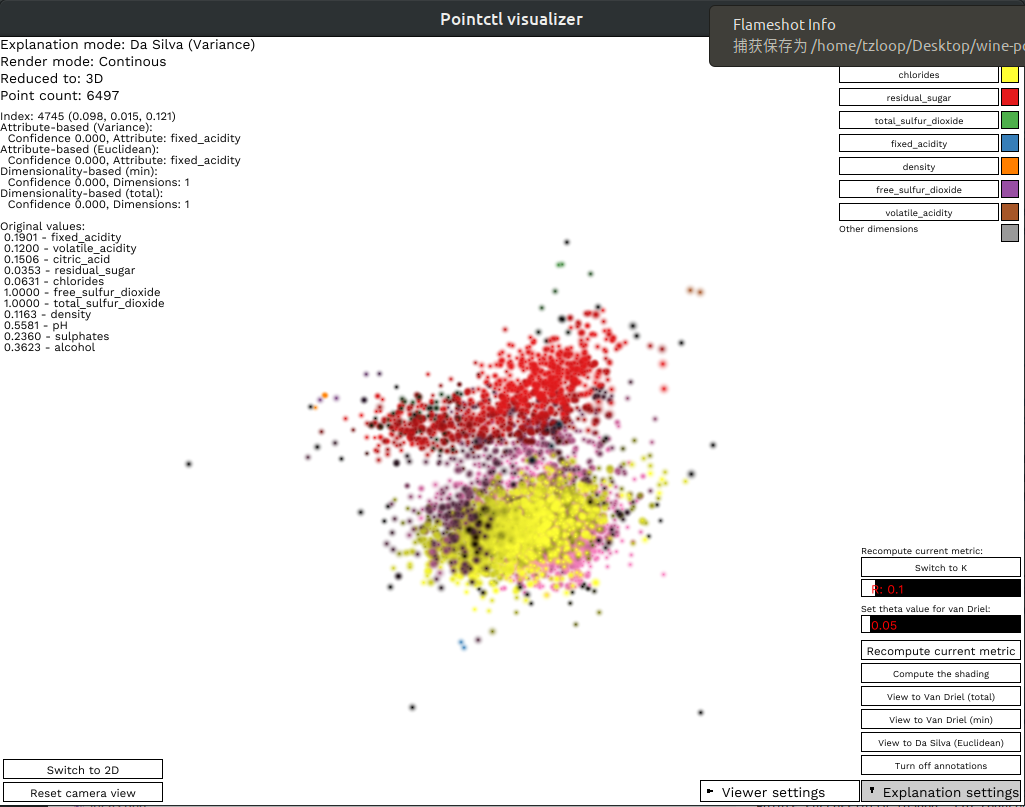 Pointctl visualizer
Flameshot Info
捕获保存为 /home/tzloop/Desktop/wine-po
Explanation mode: Da Silva (Variance)
Render mode: Continous
Reduced to: 3D
Point count: 6497
Index: 4745 (0.098, 0.015, 0.121)
Attribute-based (Variance):
Confidence 0.000, Attribute: fixed_acidity
Attribute-based (Euclidean):
Confidence 0.000, Attribute: fixed_acidity
Dimensionality-based (min):
Confidence 0.000, Dimensions: 1
Dimensionality-based (total):
Confidence 0.000, Dimensions: 1
Original values:
0.1901 - fixed_acidity
0.1200 - volatile_acidity
0.1506 - citric_acid
0.0353 - residual_sugar
0.0631 - chlorides
1.0000 - free_sulfur_dioxide
1.0000 - total_sulfur_dioxide
0.1163 - density
0.5581 - pH
0.2360 - sulphates
0.3623 - alcohol
chlorides
residual_sugar
total_sulfur_dioxide
fixed_acidity
density
free_sulfur_dioxide
volatile_acidity
Other dimensions
Recompute current metric:
Switch to K
R: 0.1
Set theta value for van Driel:
0.05
Recompute current metric
Compute the shading
View to Van Driel (total)
View to Van Driel (min)
View to Da Silva (Euclidean)
Turn off annotations
Switch to 2D
Reset camera view
Viewer settings
Explanation settings